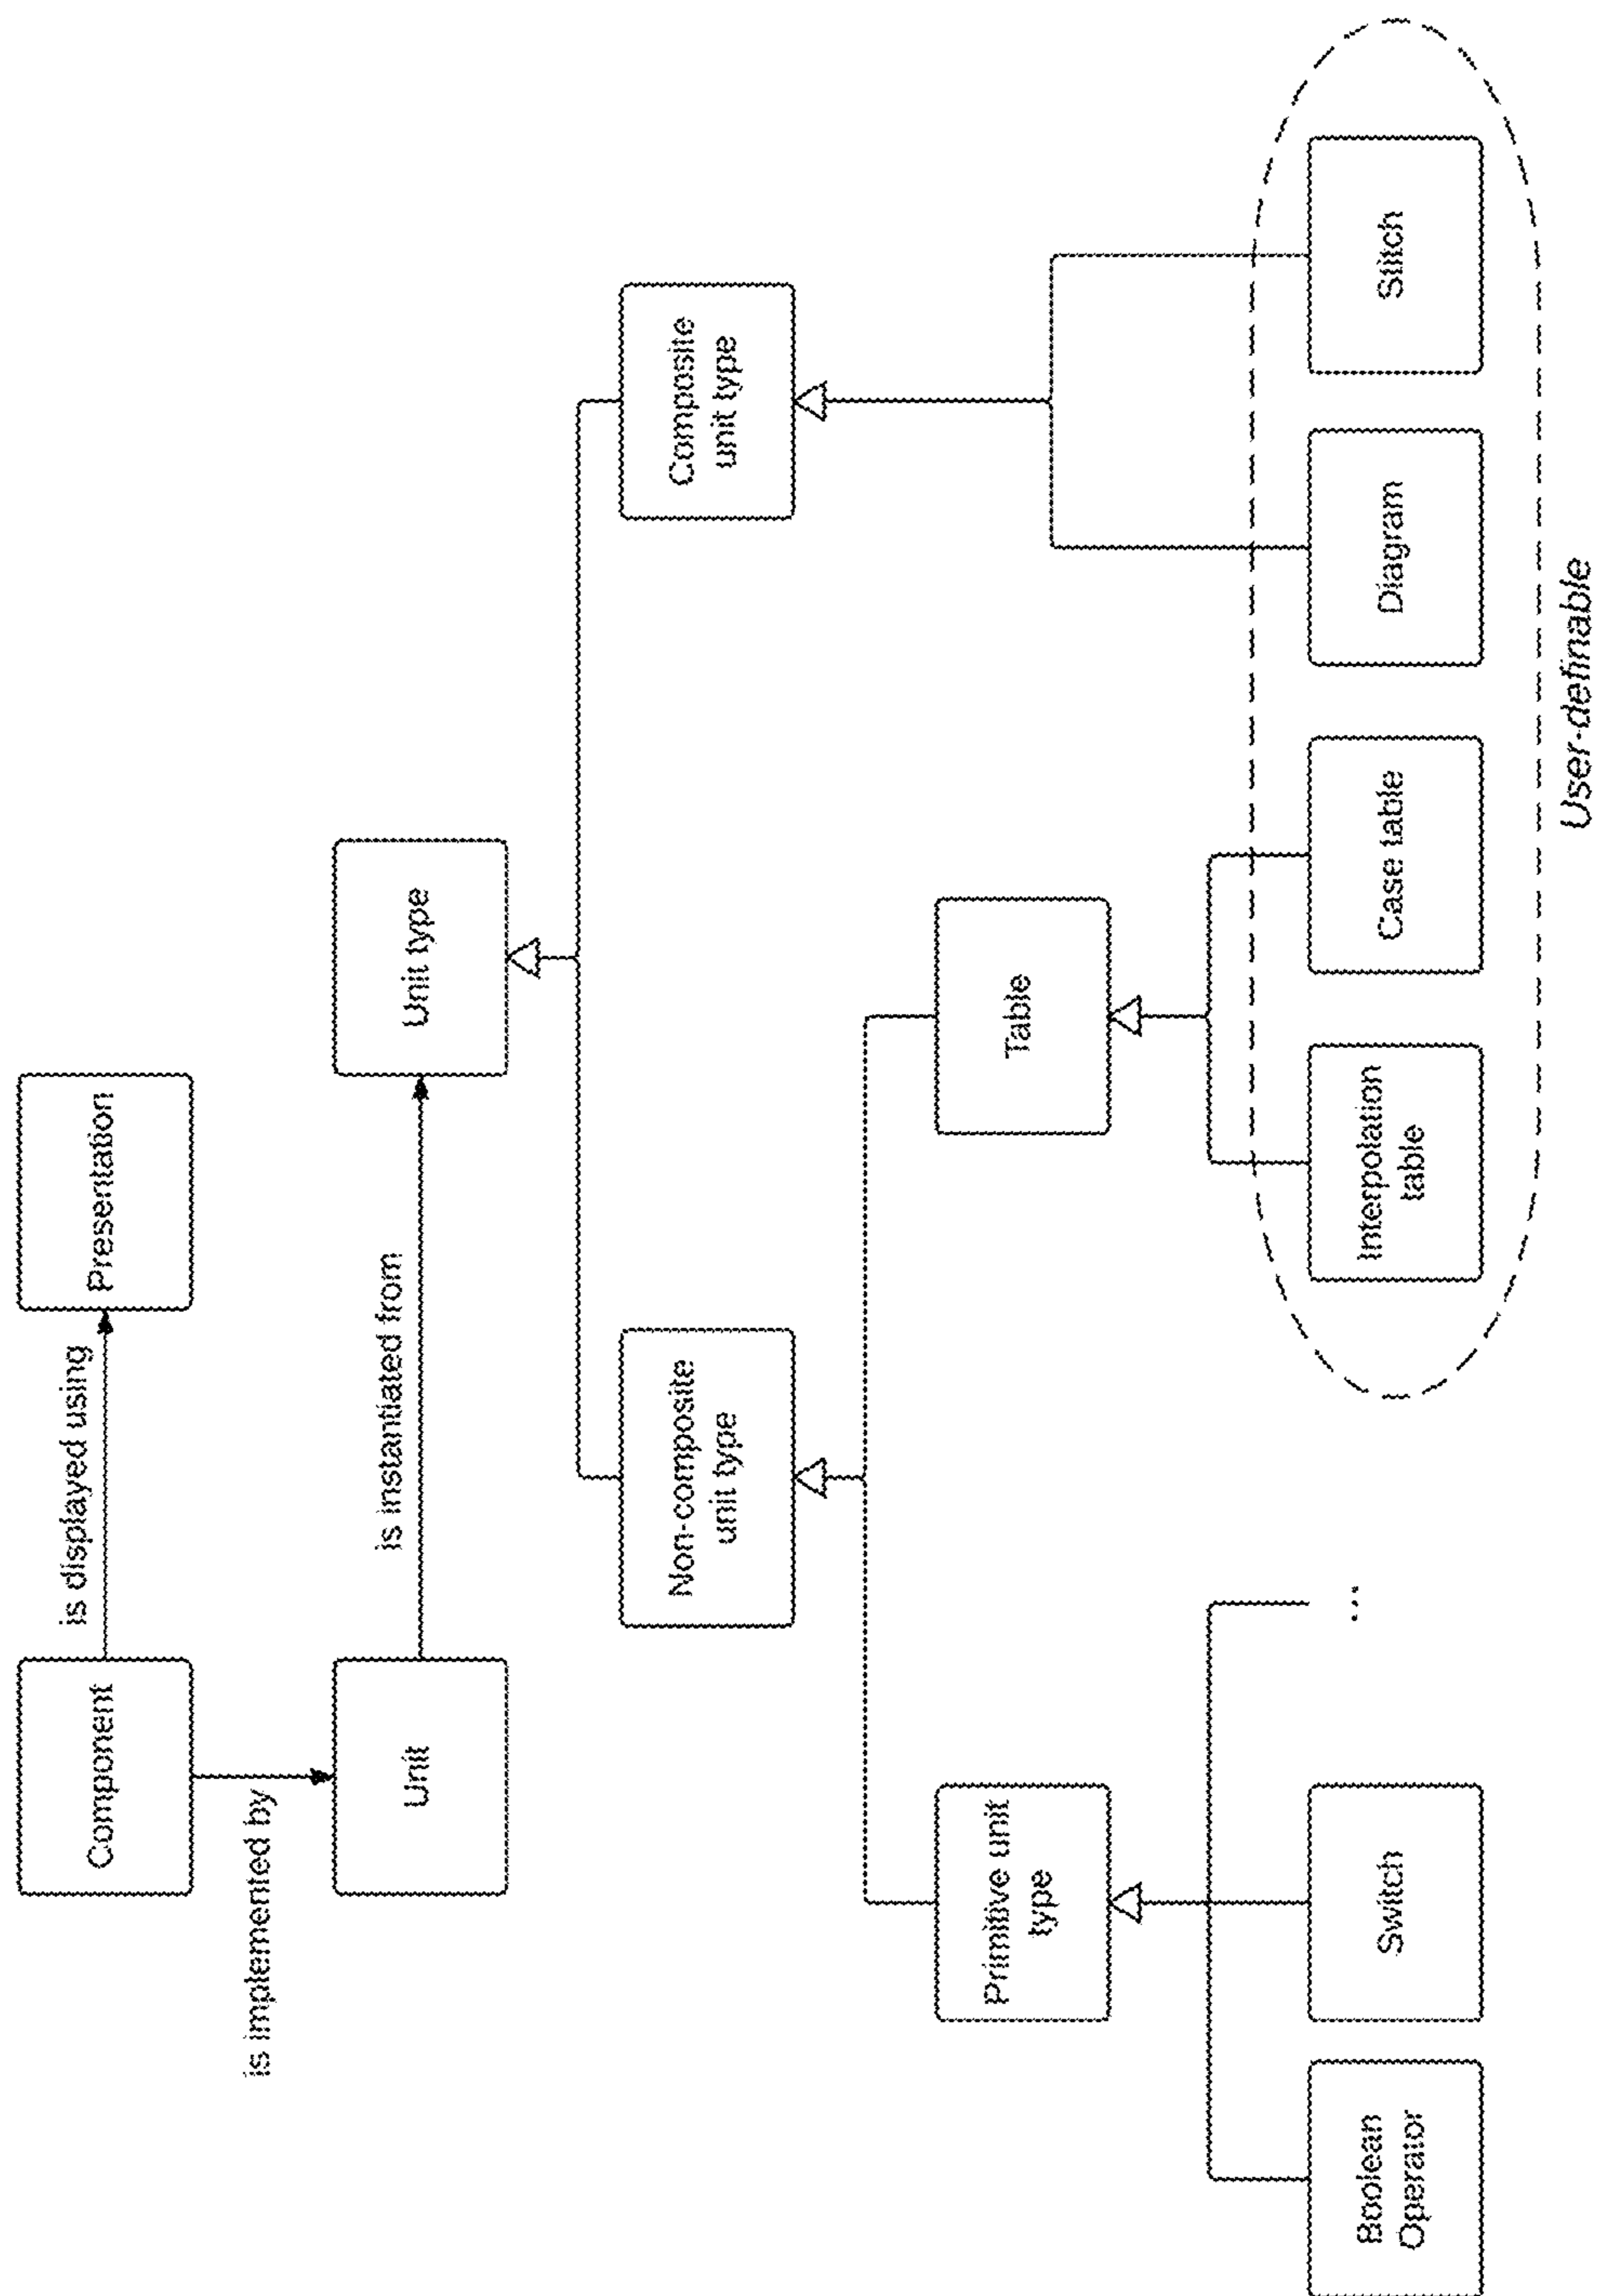 Component
is displayed using
Presentation
is implemented by
Unit
is instantiated from
Unit type
Non-composite
unit type
Composite
unit type
Primitive unit
type
Table
Boolean
Operator
Switch
...
Interpolation
table
Case table
Diagram
Stitch
User-definable